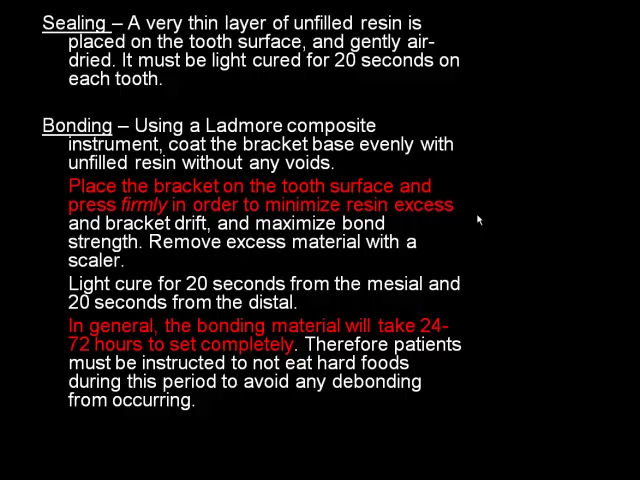 Sealing – A very thin layer of unfilled resin is
placed on the tooth surface, and gently air-
dried. It must be light cured for 20 seconds on
each tooth.
Bonding – Using a Ladmore composite
instrument, coat the bracket base evenly with
unfilled resin without any voids.
Place the bracket on the tooth surface and
press firmly in order to minimize resin excess
and bracket drift, and maximize bond
strength. Remove excess material with a
scaler.
Light cure for 20 seconds from the mesial and
20 seconds from the distal.
In general, the bonding material will take 24-
72 hours to set completely. Therefore patients
must be instructed to not eat hard foods
during this period to avoid any debonding
from occurring.